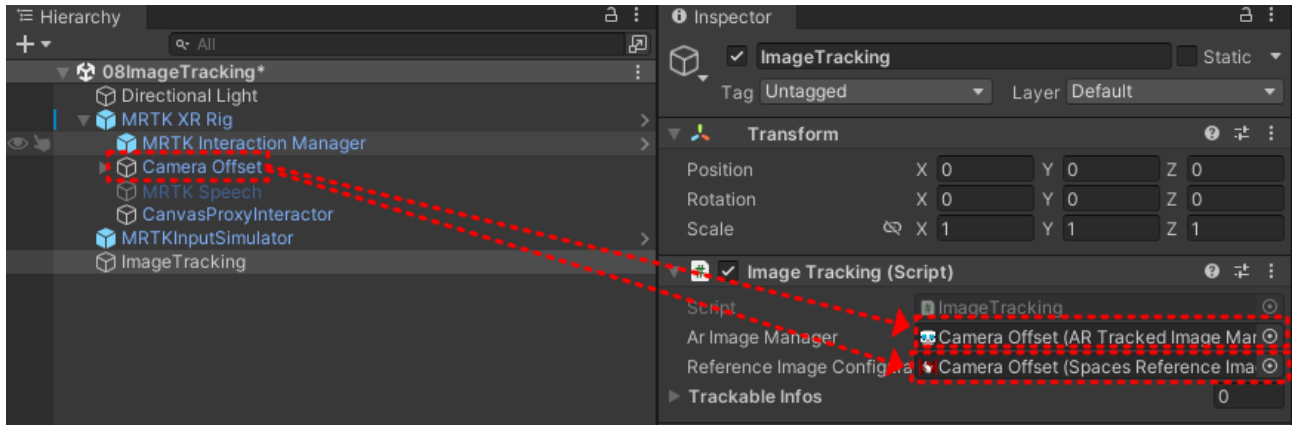 Hierarchy
All
08ImageTracking*
Directional Light
MRTK XR Rig
MRTK Interaction Manager
Camera Offset
MRTK Speech
CanvasProxyInteractor
MRTKInputSimulator
ImageTracking
Inspector
ImageTracking Static
Tag Untagged Layer Default
Transform
Position X 0 Y 0 Z 0
Rotation X 0 Y 0 Z 0
Scale X 1 Y 1 Z 1
# Image Tracking (Script)
Script ImageTracking
Ar Image Manager Camera Offset (AR Tracked Image Mar
Reference Image Configura Camera Offset (Spaces Reference Ima
Trackable Infos 0